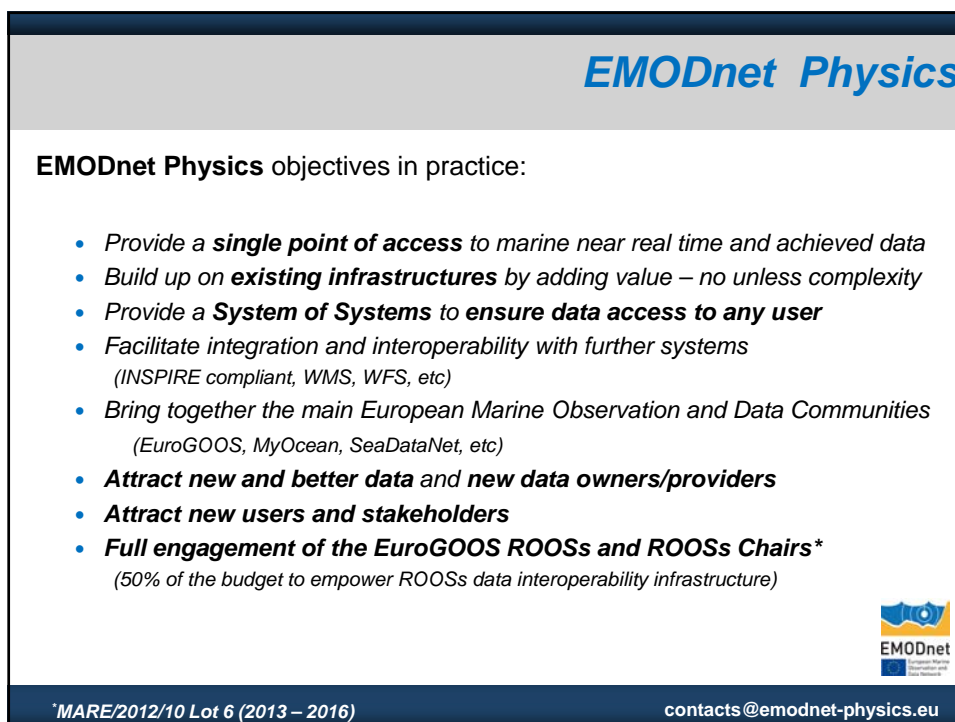 EMODnet Physics
EMODnet Physics objectives in practice:
• Provide a single point of access to marine near real time and achieved data
• Build up on existing infrastructures by adding value – no unless complexity
• Provide a System of Systems to ensure data access to any user
• Facilitate integration and interoperability with further systems
(INSPIRE compliant, WMS, WFS, etc)
• Bring together the main European Marine Observation and Data Communities
(EuroGOOS, MyOcean, SeaDataNet, etc)
• Attract new and better data and new data owners/providers
• Attract new users and stakeholders
• Full engagement of the EuroGOOS ROOSs and ROOSs Chairs*
(50% of the budget to empower ROOSs data interoperability infrastructure)
EMODnet
European Marine
Observation and
Data Network
*MARE/2012/10 Lot 6 (2013 – 2016)
contacts@emodnet-physics.eu